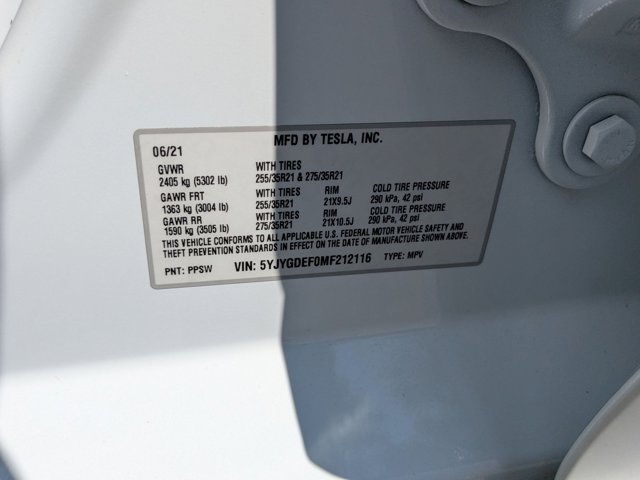 MFD BY TESLA, INC.
06/21
GVWR WITH TIRES
2405 kg (5302 lb) 255/35R21 & 275/35R21
GAWR FRT WITH TIRES RIM COLD TIRE PRESSURE
1363 kg (3004 lb) 255/35R21 21X9.5J 290 kPa, 42 psi
GAWR RR WITH TIRES RIM COLD TIRE PRESSURE
1590 kg (3505 lb) 275/35R21 21X10.5J 290 kPa, 42 psi
THIS VEHICLE CONFORMS TO ALL APPLICABLE U.S. FEDERAL MOTOR VEHICLE SAFETY AND
THEFT PREVENTION STANDARDS IN EFFECT ON THE DATE OF MANUFACTURE SHOWN ABOVE.
PNT: PPSW VIN: 5YJYGDEF0MF212116 TYPE: MPV